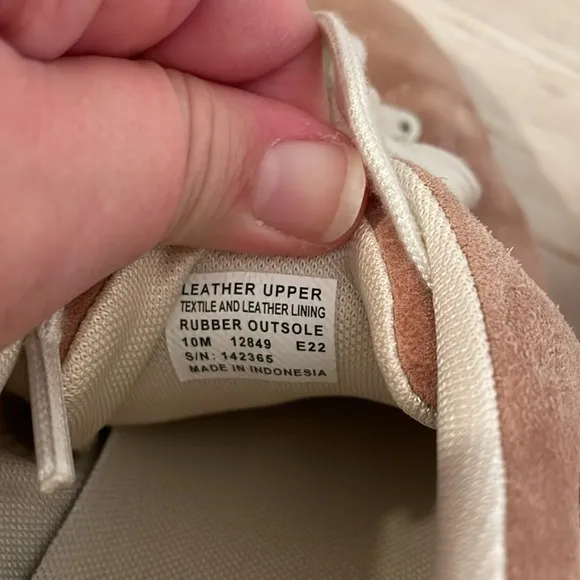 LEATHER UPPER
TEXTILE AND LEATHER LINING
RUBBER OUTSOLE
10M 12849 E22
S/N: 142365
MADE IN INDONESIA